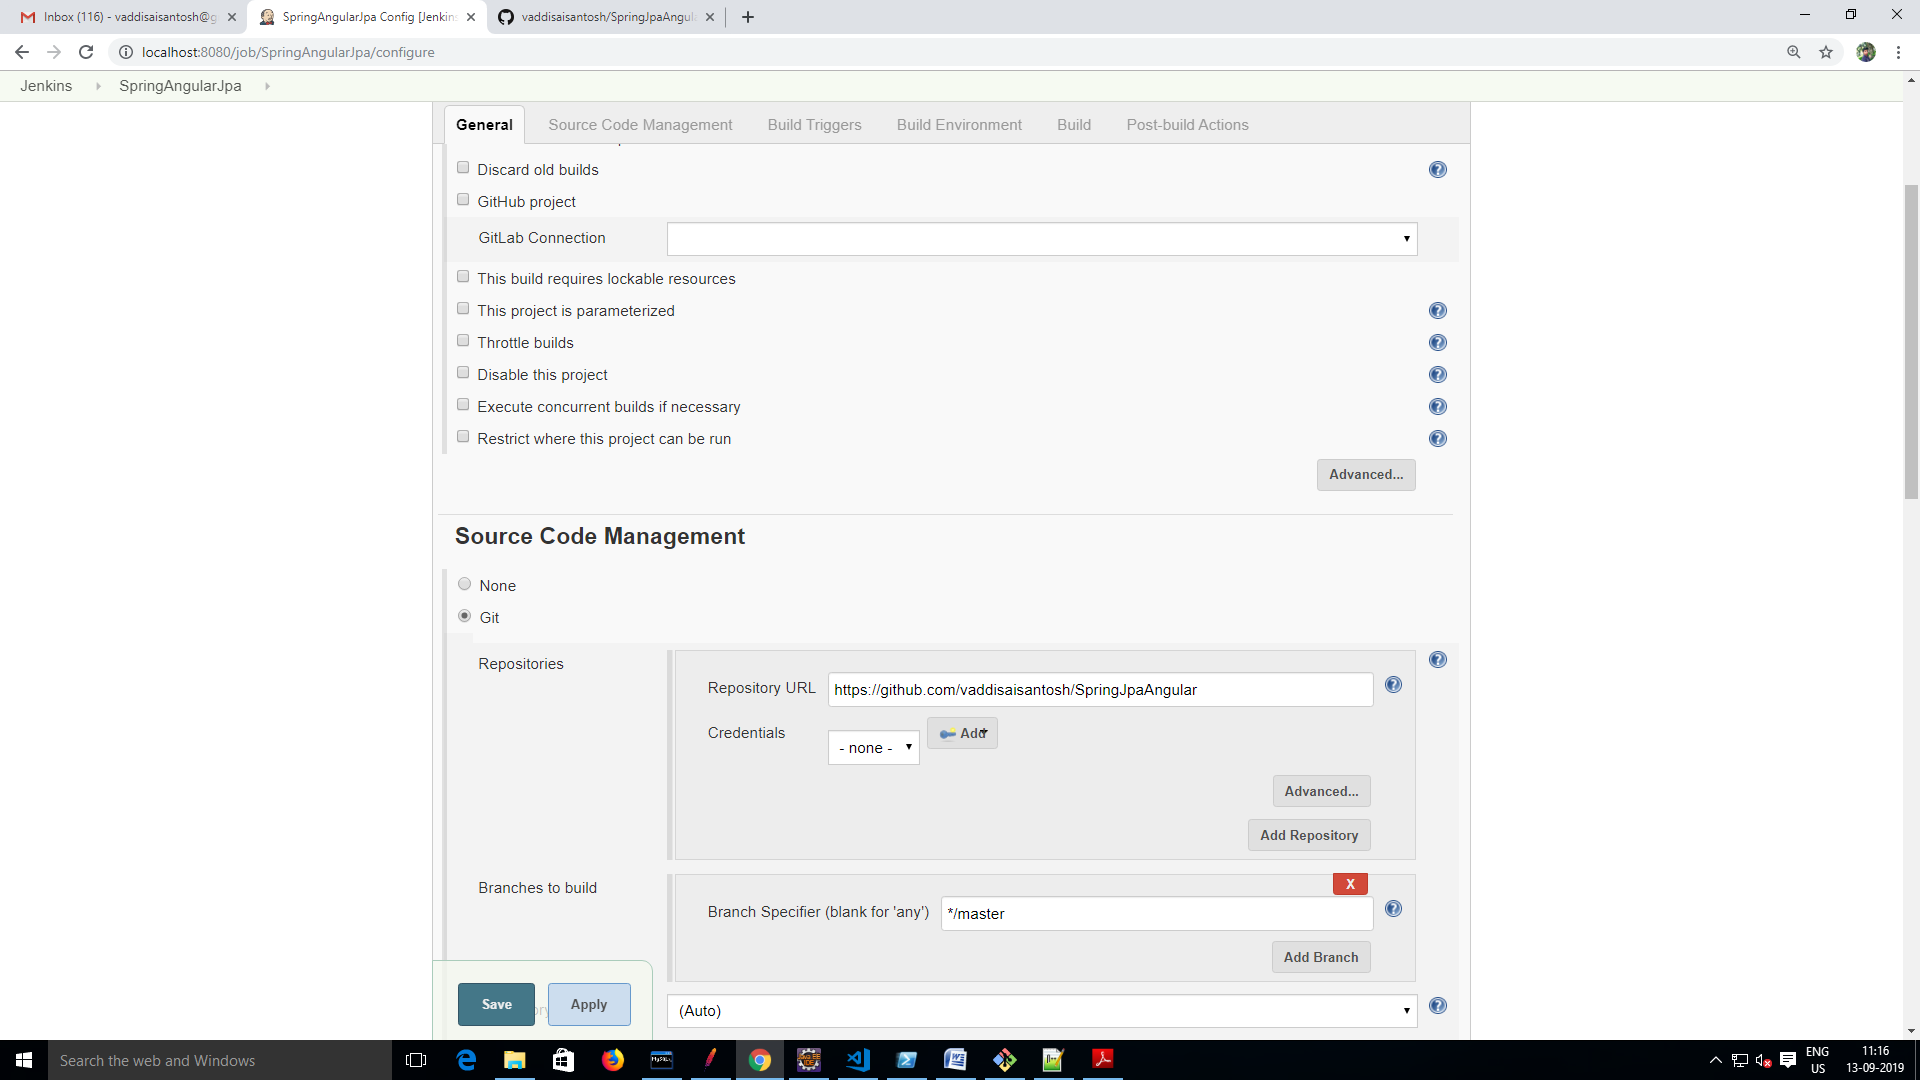 Inbox (116) - vaddisaisantosh@g
SpringAngularJpa Config [Jenkins
vaddisaisantosh/SpringJpaAngula
localhost:8080/job/SpringAngularJpa/configure
Jenkins
SpringAngularJpa
General
Source Code Management
Build Triggers
Build Environment
Build
Post-build Actions
Discard old builds
GitHub project
GitLab Connection
This build requires lockable resources
This project is parameterized
Throttle builds
Disable this project
Execute concurrent builds if necessary
Restrict where this project can be run
Advanced...
Source Code Management
None
Git
Repositories
Repository URL
https://github.com/vaddisaisantosh/SpringJpaAngular
Credentials
- none -
Add
Advanced...
Add Repository
Branches to build
X
Branch Specifier (blank for 'any')
*/master
Add Branch
Save
Apply
(Auto)
Search the web and Windows
ENG
US
11:16
13-09-2019